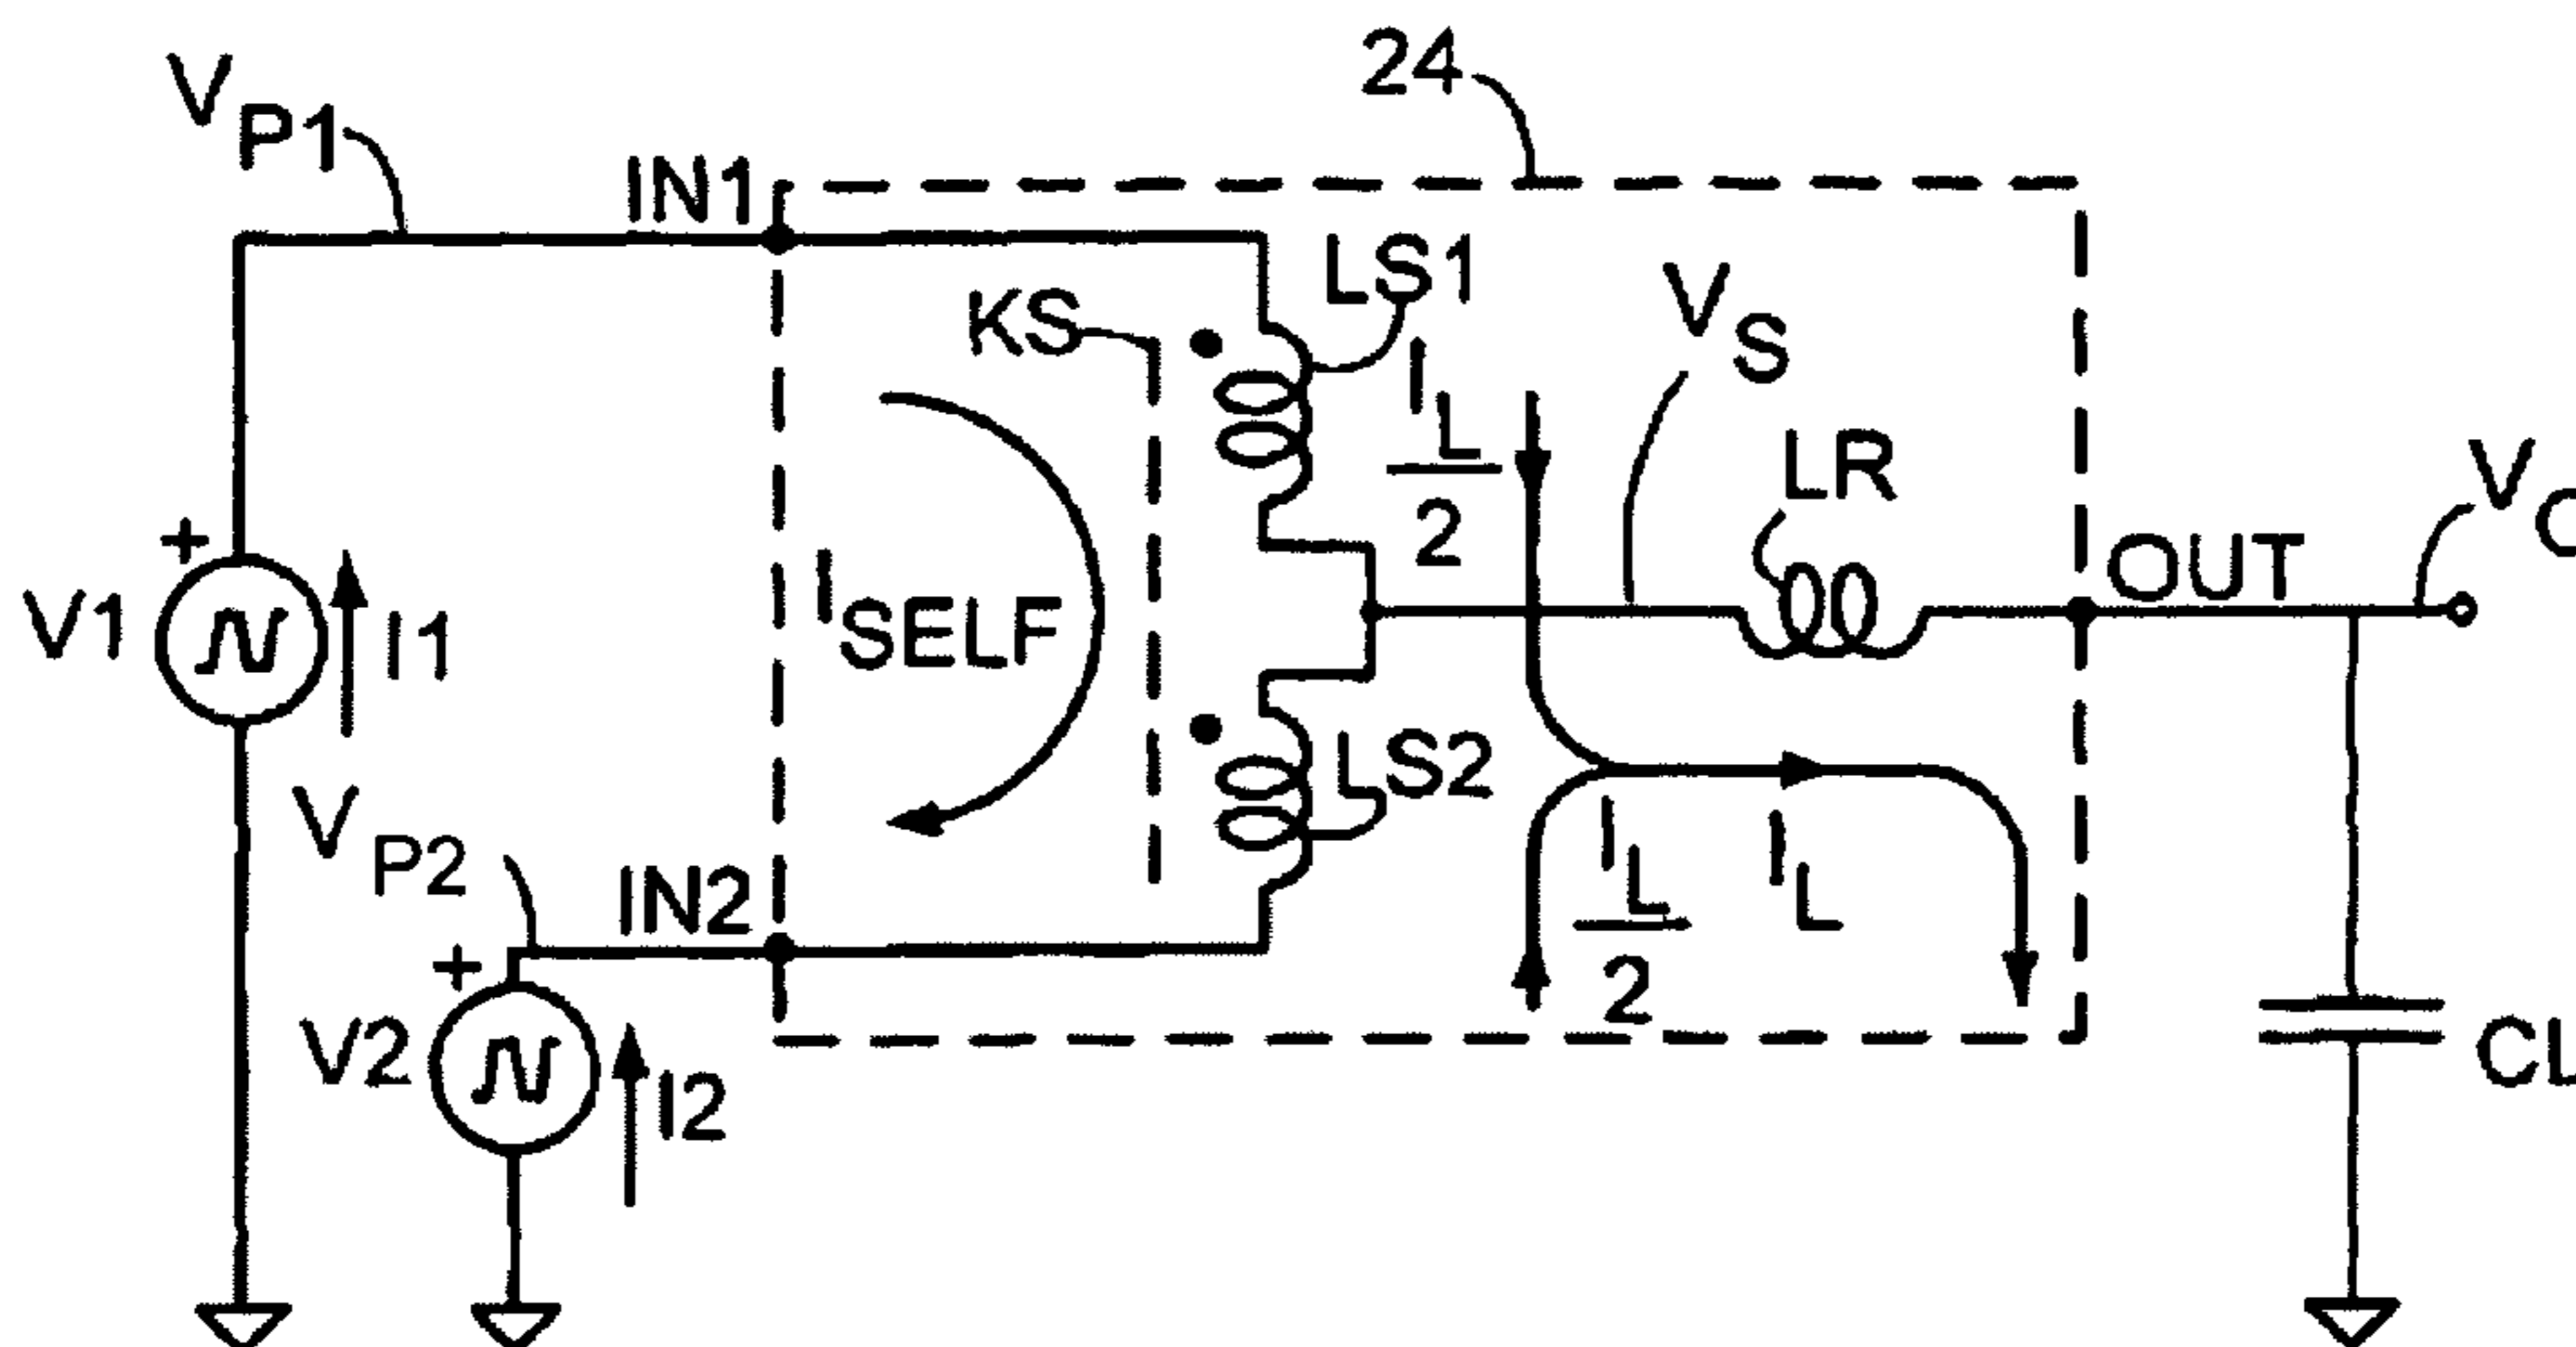 24
VP1
IN1
LS1
KS
VS
IL
2
LR
V
OUT
ISELF
+
V1
I1
LS2
VP2
IN2
IL
2
IL
+
V2
I2